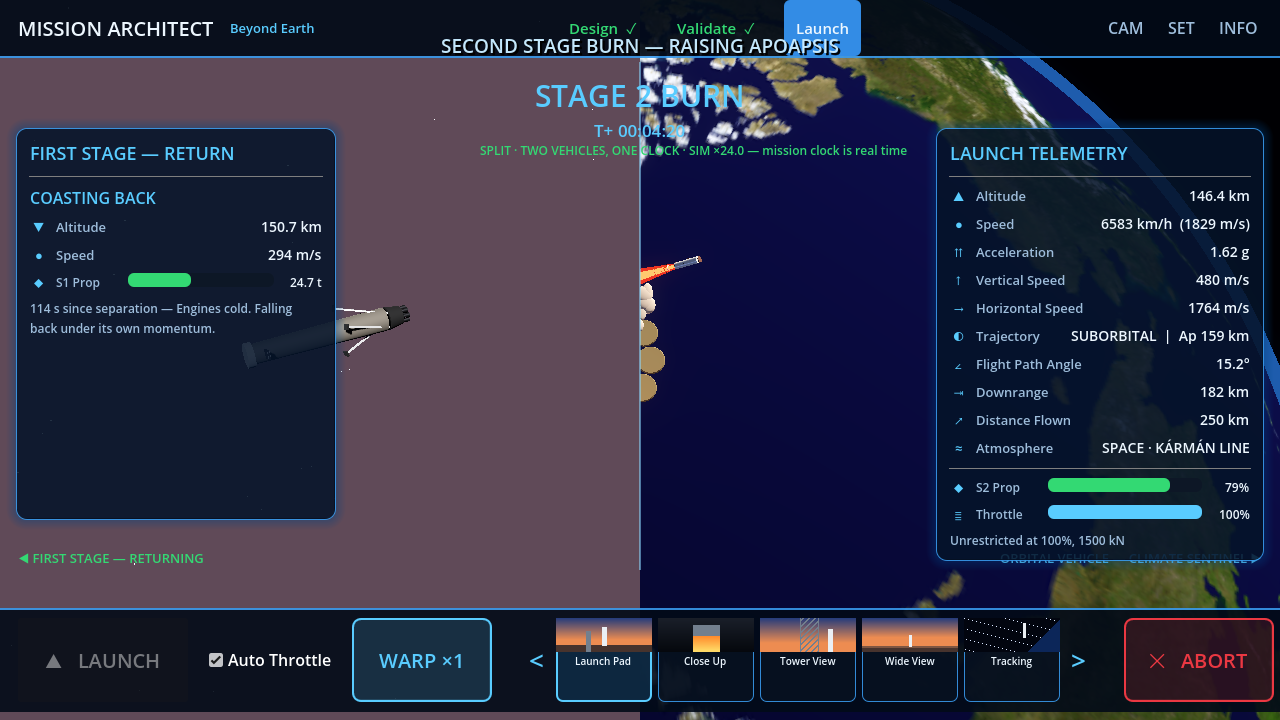 MISSION ARCHITECT
Beyond Earth
Design ✓
Validate ✓
Launch
CAM
SET
INFO
SECOND STAGE BURN — RAISING APOAPSIS
STAGE 2 BURN
T+ 00:04:20
SPLIT · TWO VEHICLES, ONE CLOCK · SIM ×24.0 — mission clock is real time
FIRST STAGE — RETURN
COASTING BACK
Altitude 150.7 km
Speed 294 m/s
S1 Prop 24.7 t
114 s since separation — Engines cold. Falling
back under its own momentum.
◀ FIRST STAGE — RETURNING
LAUNCH TELEMETRY
Altitude 146.4 km
Speed 6583 km/h (1829 m/s)
Acceleration 1.62 g
Vertical Speed 480 m/s
Horizontal Speed 1764 m/s
Trajectory SUBORBITAL | Ap 159 km
Flight Path Angle 15.2°
Downrange 182 km
Distance Flown 250 km
Atmosphere SPACE · KÁRMÁN LINE
S2 Prop 79%
Throttle 100%
Unrestricted at 100%, 1500 kN
ORBITAL VEHICLE — CLIMATE SENTINEL ▶
LAUNCH
Auto Throttle
WARP ×1
<
Launch Pad
Close Up
Tower View
Wide View
Tracking
>
ABORT